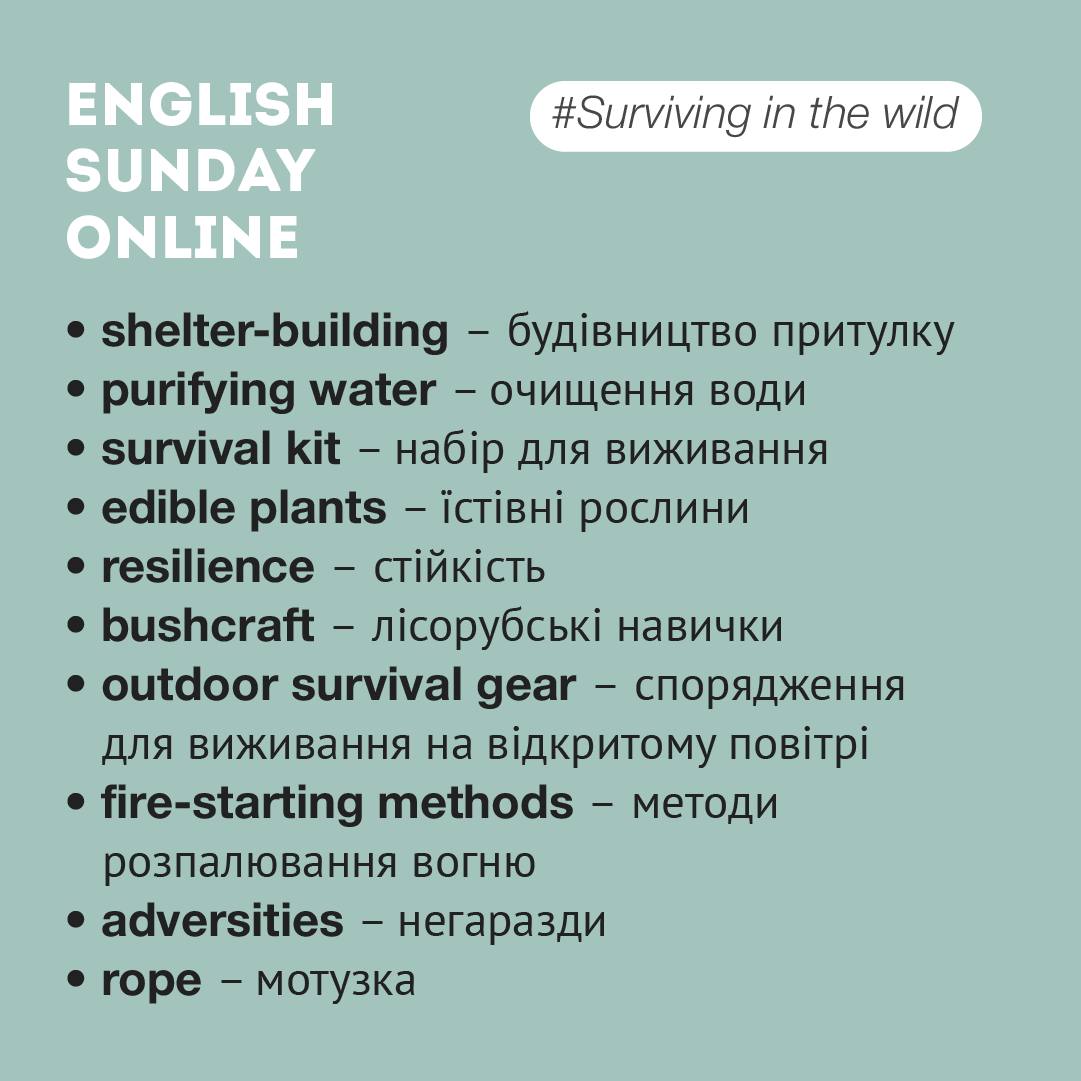 ENGLISH
SUNDAY
ONLINE
#Surviving in the wild
• shelter-building – будівництво притулку
• purifying water – очищення води
• survival kit – набір для виживання
• edible plants – їстівні рослини
• resilience – стійкість
• bushcraft – лісорубські навички
• outdoor survival gear – спорядження
для виживання на відкритому повітрі
• fire-starting methods – методи
розпалювання вогню
• adversities – негаразди
• rope – мотузка